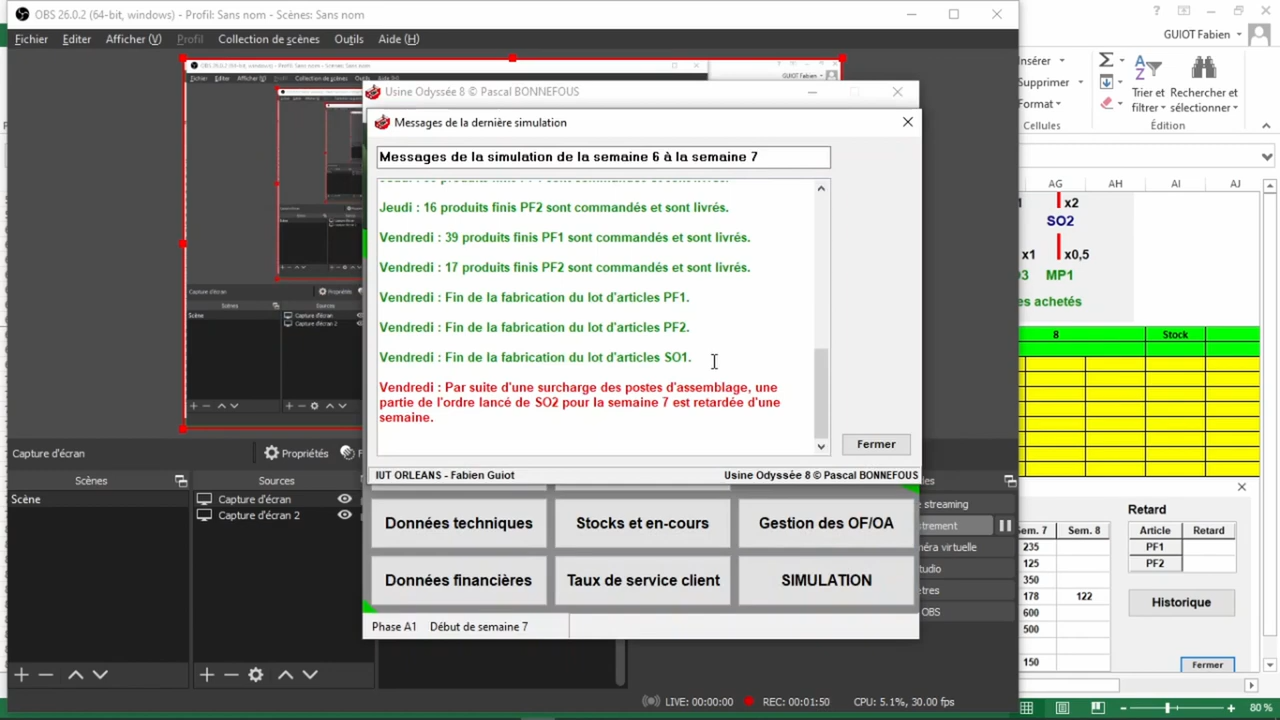 OBS 26.0.2 (64-bit, windows) - Profil: Sans nom - Scènes: Sans nom
Fichier Editer Afficher (V) Profil Collection de scènes Outils Aide (H)
GUIOT Fabien
Insérer
Supprimer
Format
Cellules
Trier et filtrer
Rechercher et sélectionner
Édition
Usine Odyssée 8 © Pascal BONNEFOUS
Messages de la dernière simulation
Messages de la simulation de la semaine 6 à la semaine 7
Jeudi : 16 produits finis PF2 sont commandés et sont livrés.
Vendredi : 39 produits finis PF1 sont commandés et sont livrés.
Vendredi : 17 produits finis PF2 sont commandés et sont livrés.
Vendredi : Fin de la fabrication du lot d'articles PF1.
Vendredi : Fin de la fabrication du lot d'articles PF2.
Vendredi : Fin de la fabrication du lot d'articles SO1.
Vendredi : Par suite d'une surcharge des postes d'assemblage, une
partie de l'ordre lancé de SO2 pour la semaine 7 est retardée d'une
semaine.
Fermer
IUT ORLEANS - Fabien Guiot Usine Odyssée 8 © Pascal BONNEFOUS
Données techniques Stocks et en-cours Gestion des OF/OA
Données financières Taux de service client SIMULATION
Phase A1 Début de semaine 7
Capture d'écran Propriétés
Scènes Sources
Scène
Capture d'écran
Capture d'écran 2
LIVE: 00:00:00 REC: 00:01:50 CPU: 5.1%, 30.00 fps
AG AH AI AJ
x1 x2
SO2
x1 x0,5
MP1
achetés
8 Stock
Sem. 7 Sem. 8
235
125
350
178 122
600
500
150
Retard
Article Retard
PF1
PF2
Historique
Fermer
80 %